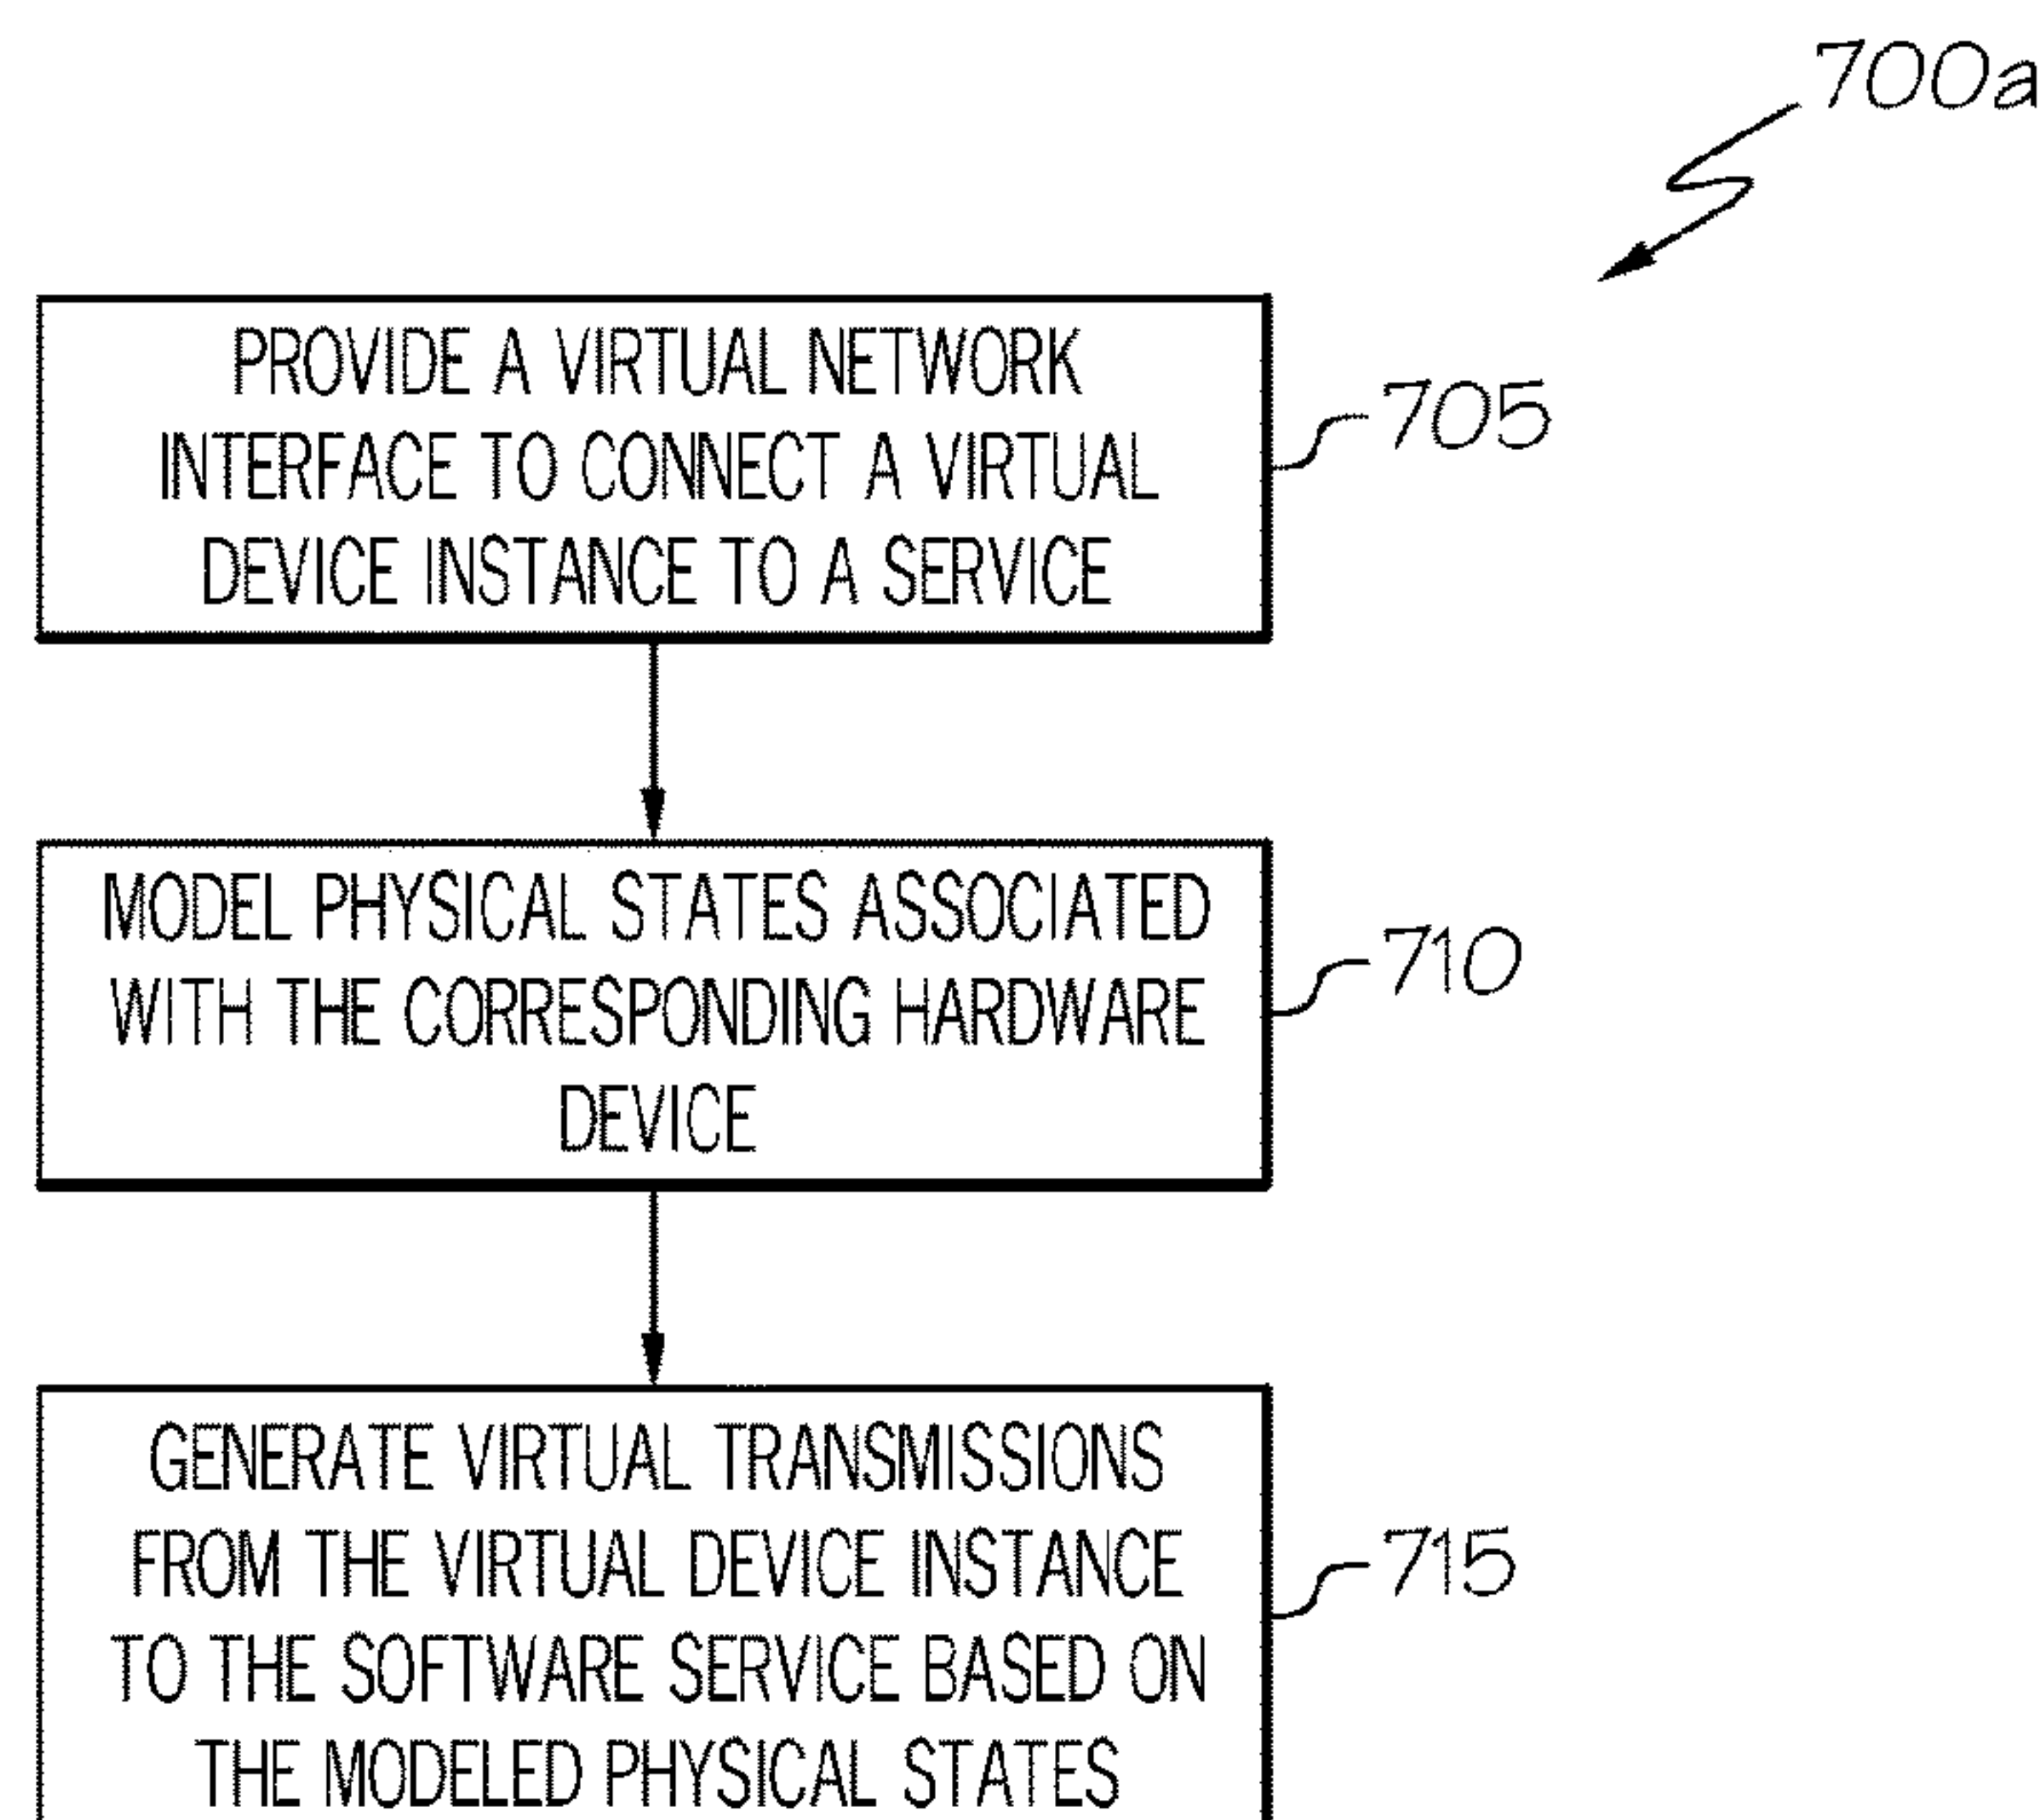 700a
PROVIDE A VIRTUAL NETWORK
INTERFACE TO CONNECT A VIRTUAL
DEVICE INSTANCE TO A SERVICE
705
MODEL PHYSICAL STATES ASSOCIATED
WITH THE CORRESPONDING HARDWARE
DEVICE
710
GENERATE VIRTUAL TRANSMISSIONS
FROM THE VIRTUAL DEVICE INSTANCE
TO THE SOFTWARE SERVICE BASED ON
THE MODELED PHYSICAL STATES
715